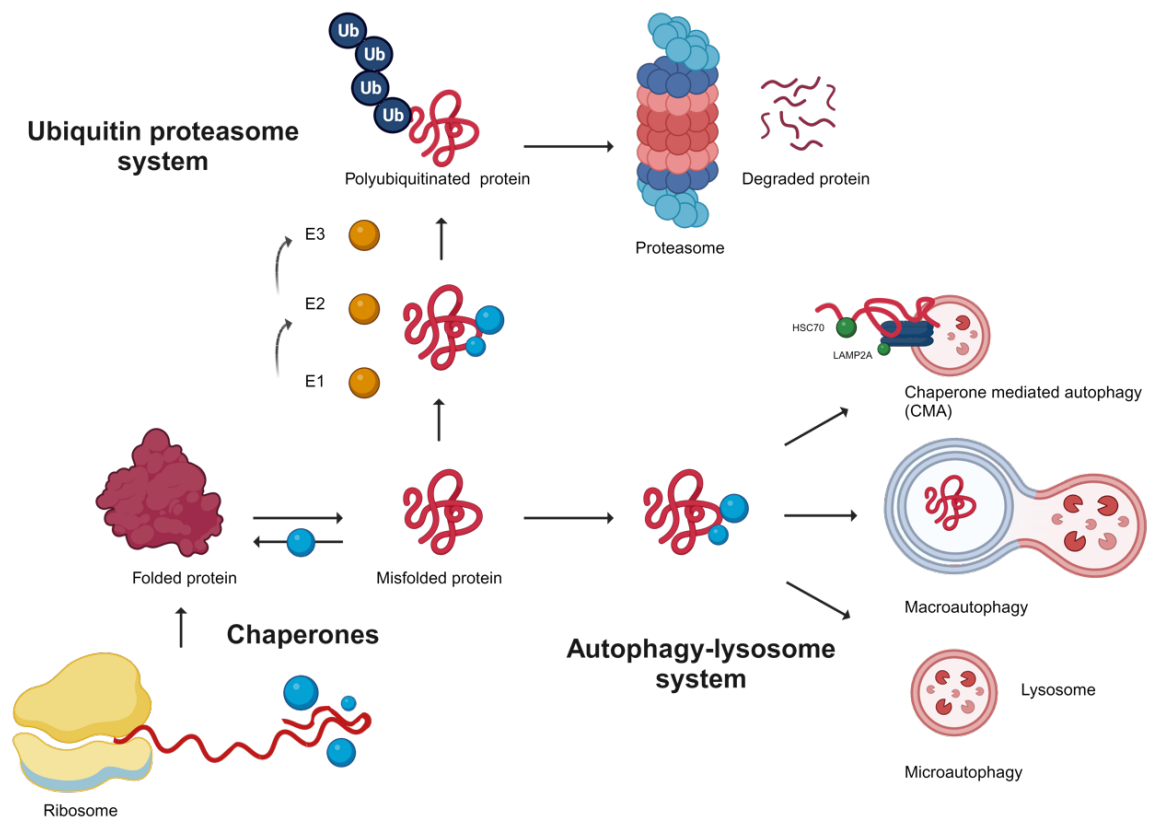 Ub
Ub
Ub
Ub
Ubiquitin proteasome
system
Polyubiquitinated protein
Degraded protein
Proteasome
E3
E2
E1
HSC70
LAMP2A
Chaperone mediated autophagy
(CMA)
Folded protein
Misfolded protein
Macroautophagy
Chaperones
Autophagy-lysosome
system
Lysosome
Microautophagy
Ribosome